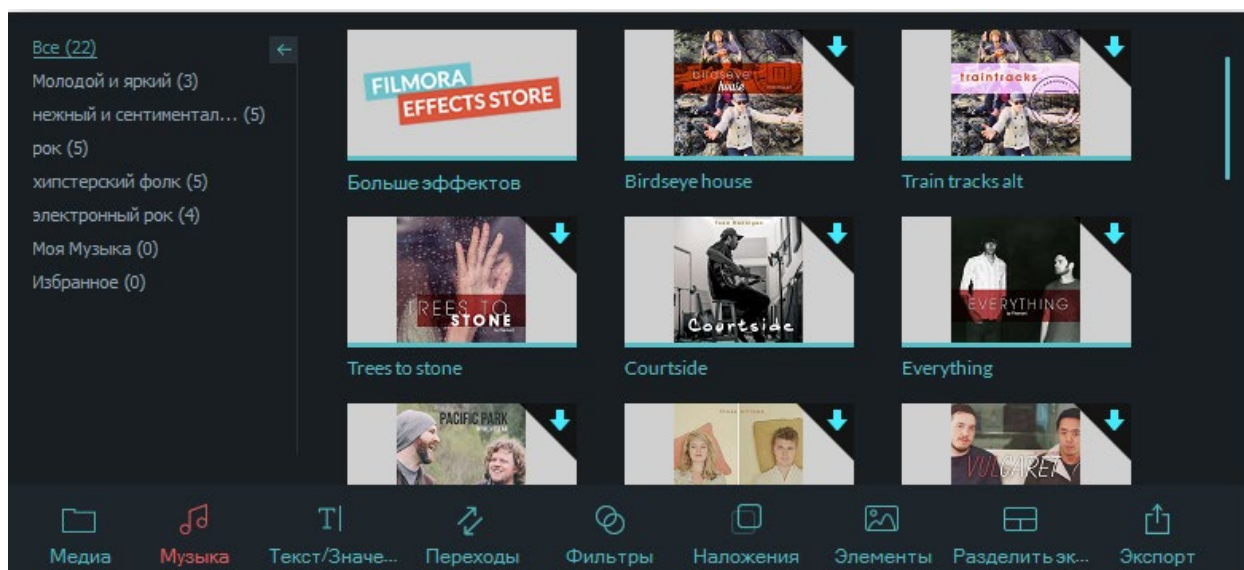 Все (22)
Молодой и яркий (3)
нежный и сентиментал... (5)
рок (5)
хипстерский фолк (5)
электронный рок (4)
Моя Музыка (0)
Избранное (0)
FILMORA
EFFECTS STORE
Больше эффектов
birdseye
house
Birdseye house
traintracks
Train tracks alt
TREES TO
STONE
Trees to stone
Courtside
Courtside
EVERYTHING
Everything
PACIFIC PARK
VULGARET
Медиа
Музыка
Текст/Значе...
Переходы
Фильтры
Наложения
Элементы
Разделить эк...
Экспорт